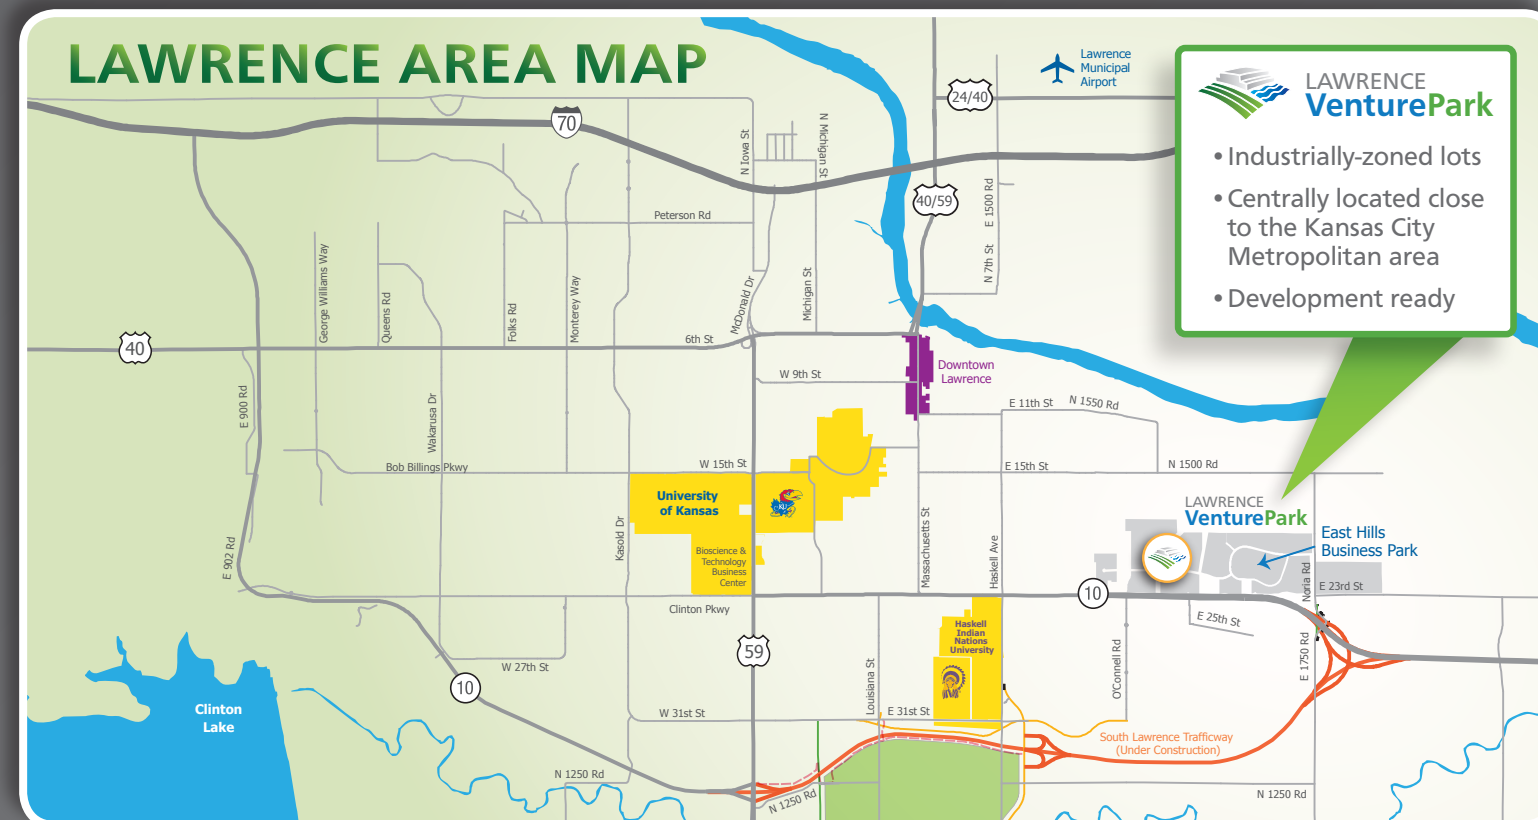 LAWRENCE AREA MAP
Lawrence
Municipal
Airport
24/40
70
40/59
40
59
10
10
LAWRENCE
VenturePark
• Industrially-zoned lots
• Centrally located close
to the Kansas City
Metropolitan area
• Development ready
N Iowa St
N Michigan St
E 1500 Rd
N 7th St
Peterson Rd
George Williams Way
Queens Rd
Folks Rd
Monterey Way
McDonald Dr
Michigan St
6th St
Downtown
Lawrence
W 9th St
E 900 Rd
Wakarusa Dr
E 11th St
N 1550 Rd
Bob Billings Pkwy
W 15th St
E 15th St
N 1500 Rd
University
of Kansas
KU
LAWRENCE
VenturePark
East Hills
Business Park
E 902 Rd
Kasold Dr
Bioscience &
Technology
Business
Center
Massachusetts St
Haskell Ave
Noria Rd
E 23rd St
Clinton Pkwy
E 25th St
Haskell
Indian
Nations
University
W 27th St
Louisiana St
O'Connell Rd
E 1750 Rd
Clinton
Lake
W 31st St
E 31st St
South Lawrence Trafficway
(Under Construction)
N 1250 Rd
N 1250 Rd
N 1250 Rd